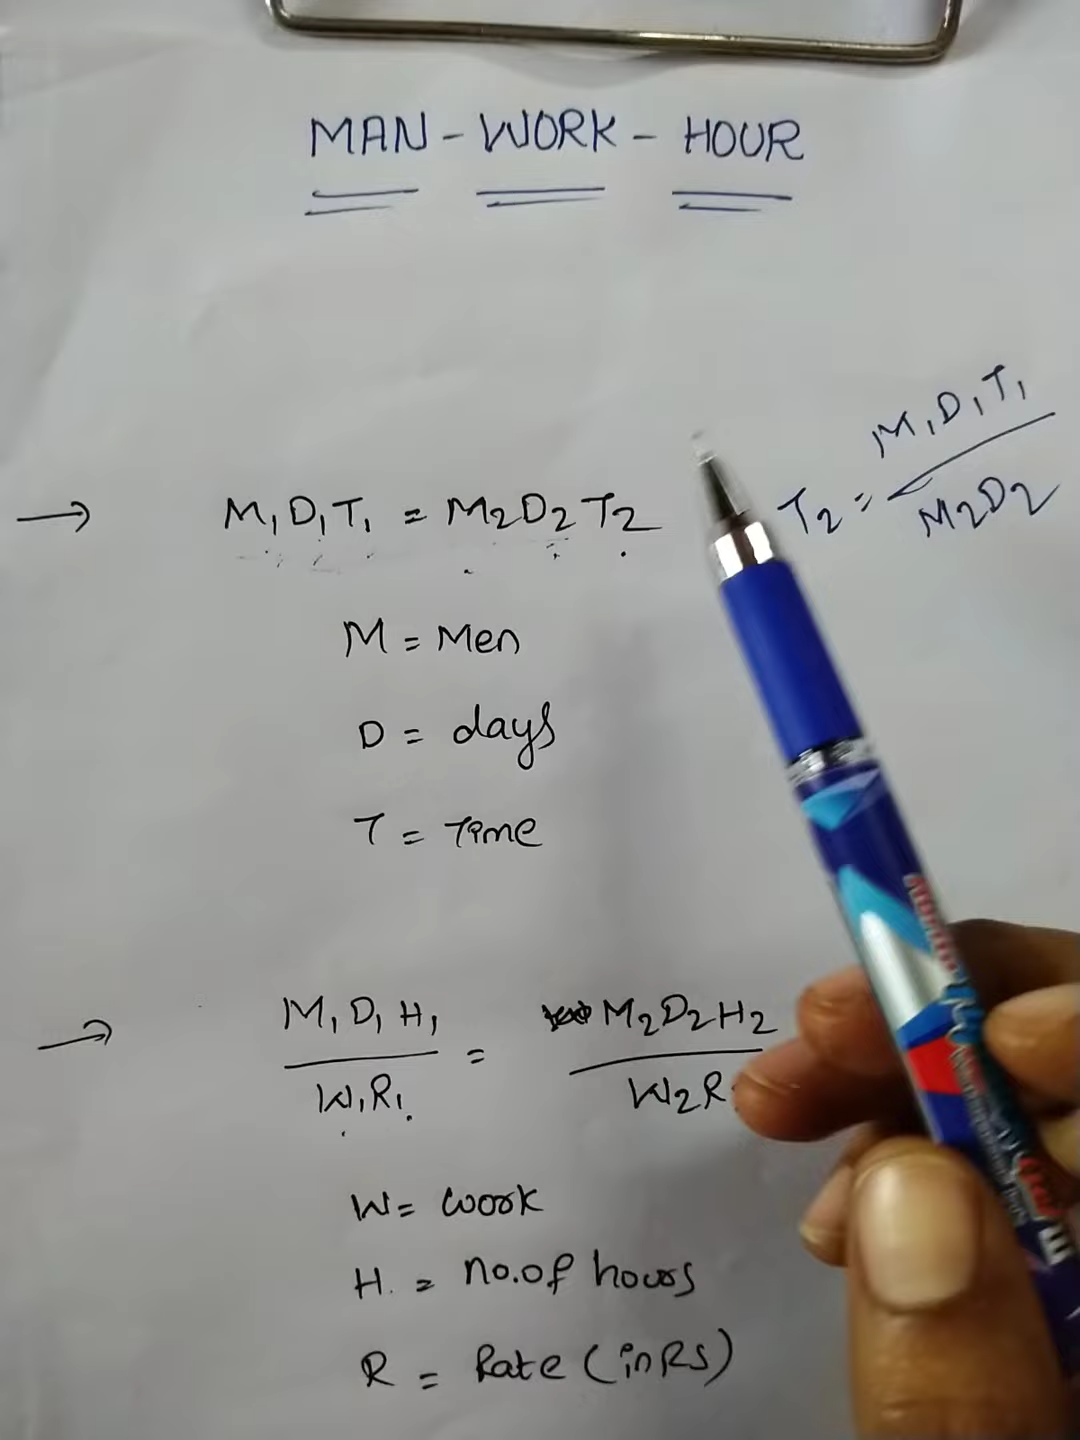 MAN - WORK - HOUR
→ M₁D₁T₁ = M₂D₂T₂
T₂ = M₁D₁T₁ / M₂D₂
M = Men
D = days
T = Time
→ M₁D₁H₁ / W₁R₁ = M₂D₂H₂ / W₂R
W = work
H. = no.of hours
R = Rate (in RS)